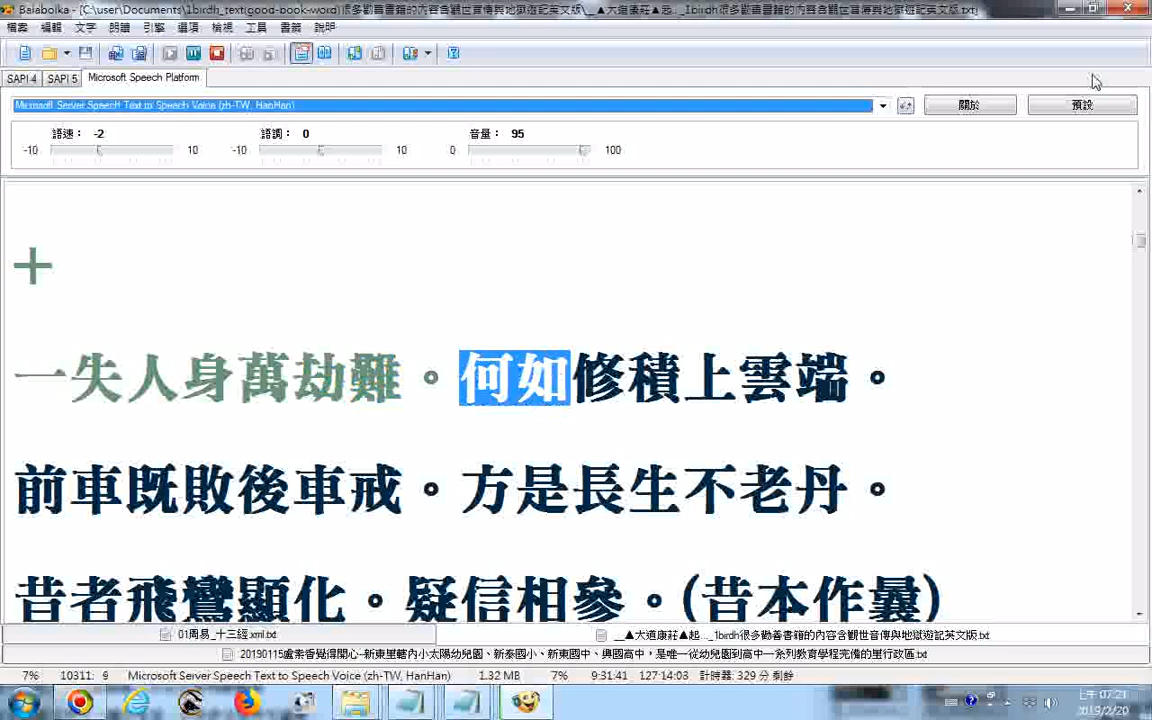 Balabolka - [C:\user\Documents\1birdh_text\good-book-word\很多勸善書籍的內容含觀世音傳與地獄遊記英文版\__▲大道康莊▲起..._1birdh很多勸善書籍的內容含觀世音傳與地獄遊記英文版.txt]
檔案 編輯 文字 朗讀 引擎 選項 檢視 工具 書籤 說明
SAPI 4 SAPI 5 Microsoft Speech Platform
Microsoft Server Speech Text to Speech Voice (zh-TW, HanHan) 關於 預設
語速： -2 語調： 0 音量： 95
-10 10 -10 10 0 100
十
一失人身萬劫難。何如修積上雲端。
前車既敗後車戒。方是長生不老丹。
昔者飛鸞顯化。疑信相參。(昔本作曩)
01周易_十三經.xml.txt __▲大道康莊▲起..._1birdh很多勸善書籍的內容含觀世音傳與地獄遊記英文版.txt
20190115盧素香覺得開心-新東里轄內小太陽幼兒園、新泰國小、新東國中、興國高中，是唯一從幼兒園到高中一系列教育學程完備的里行政區.txt
7% 10311: 9 Microsoft Server Speech Text to Speech Voice (zh-TW, HanHan) 1.32 MB 7% 9:31:41 127:14:03 計時器: 329 分 剩餘
上午 07:21
2019/2/20